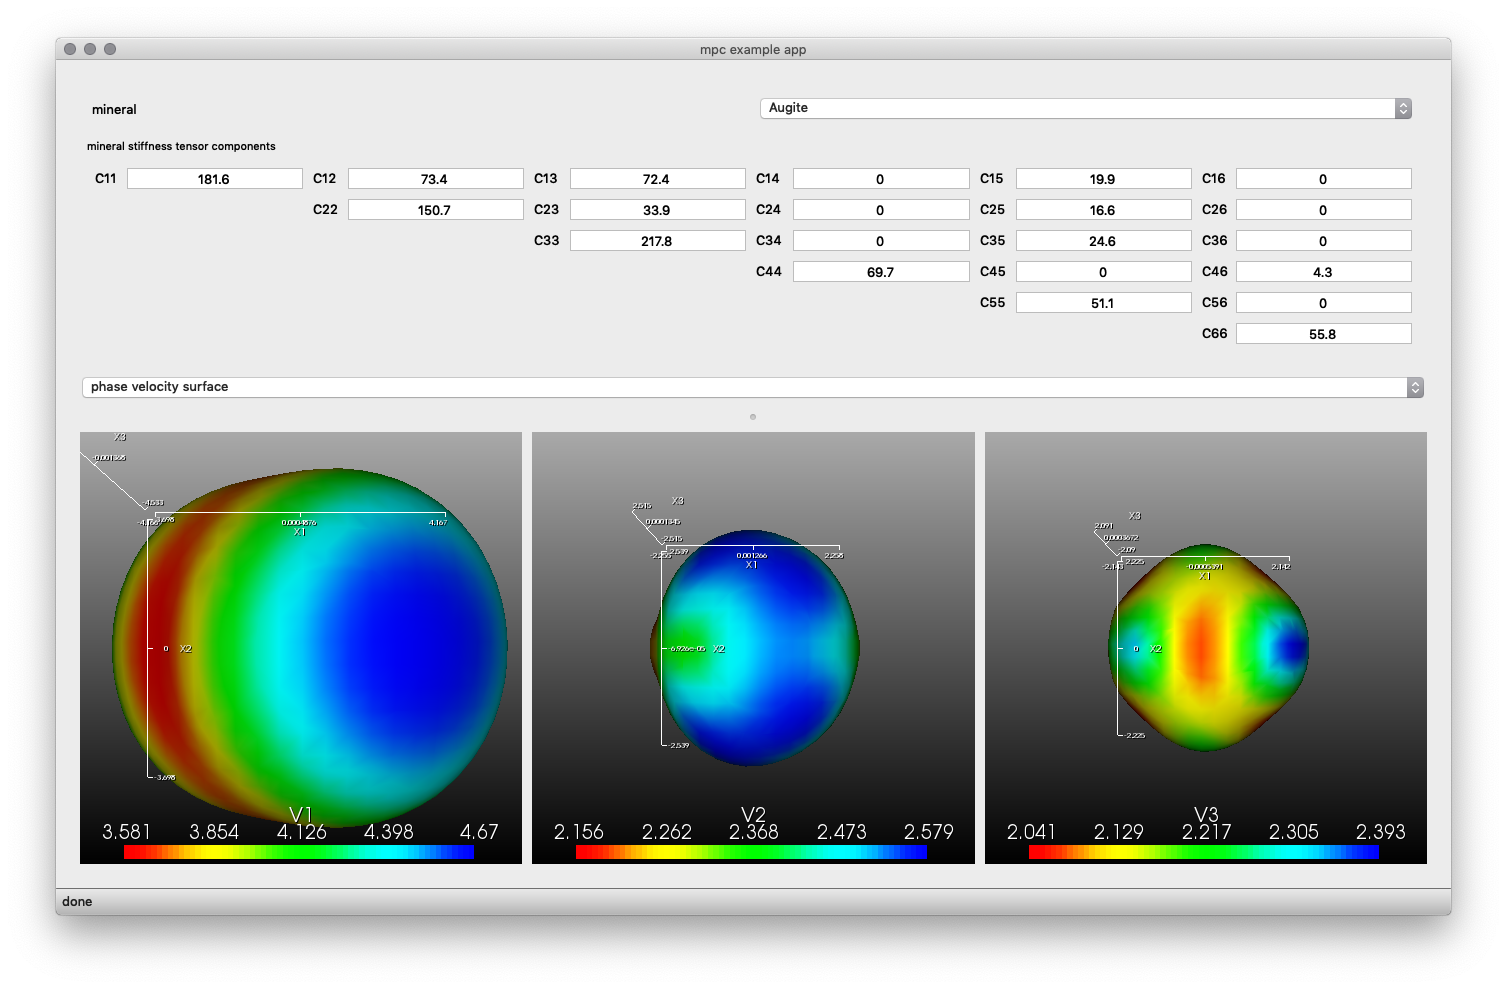 mpc example app
mineral Augite
mineral stiffness tensor components
C11 181.6 C12 73.4 C13 72.4 C14 0 C15 19.9 C16 0
C22 150.7 C23 33.9 C24 0 C25 16.6 C26 0
C33 217.8 C34 0 C35 24.6 C36 0
C44 69.7 C45 0 C46 4.3
C55 51.1 C56 0
C66 55.8
phase velocity surface
X3
-0.001368
-4.533
3.698
0.0004876
4.167
X1
0 X2
-3.698
V1
3.581 3.854 4.126 4.398 4.67
X3
2.515
0.0001345
-2.515
2.539
0.001266
2.258
X1
-6.926e-05 X2
-2.539
V2
2.156 2.262 2.368 2.473 2.579
X3
2.091
0.0003672
-2.09
2.225
-2.143
-0.0005391
2.142
X1
0 X2
-2.225
V3
2.041 2.129 2.217 2.305 2.393
done